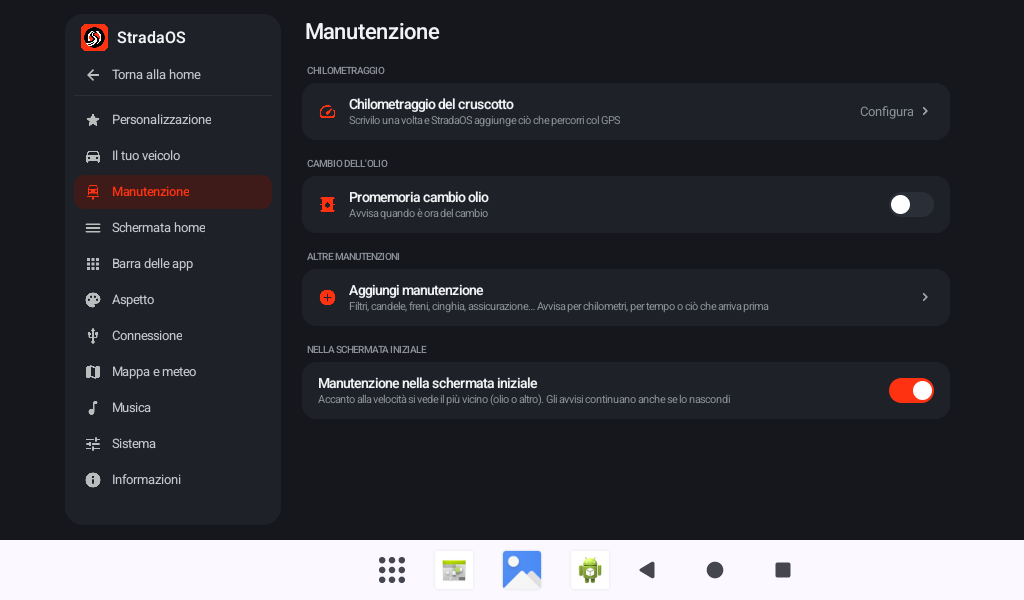 StradaOS
Torna alla home
Personalizzazione
Il tuo veicolo
Manutenzione
Schermata home
Barra delle app
Aspetto
Connessione
Mappa e meteo
Musica
Sistema
Informazioni
Manutenzione
CHILOMETRAGGIO
Chilometraggio del cruscotto
Scrivilo una volta e StradaOS aggiunge ciò che percorri col GPS
Configura
CAMBIO DELL'OLIO
Promemoria cambio olio
Avvisa quando è ora del cambio
ALTRE MANUTENZIONI
Aggiungi manutenzione
Filtri, candele, freni, cinghia, assicurazione... Avvisa per chilometri, per tempo o ciò che arriva prima
NELLA SCHERMATA INIZIALE
Manutenzione nella schermata iniziale
Accanto alla velocità si vede il più vicino (olio o altro). Gli avvisi continuano anche se lo nascondi